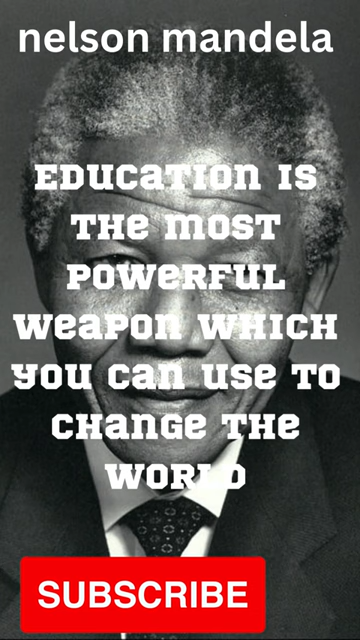 nelson mandela
EDUCATION IS
THE MOST
POWERFUL
WEAPON WHICH
YOU CAN USE TO
CHANGE THE
WORLD
SUBSCRIBE